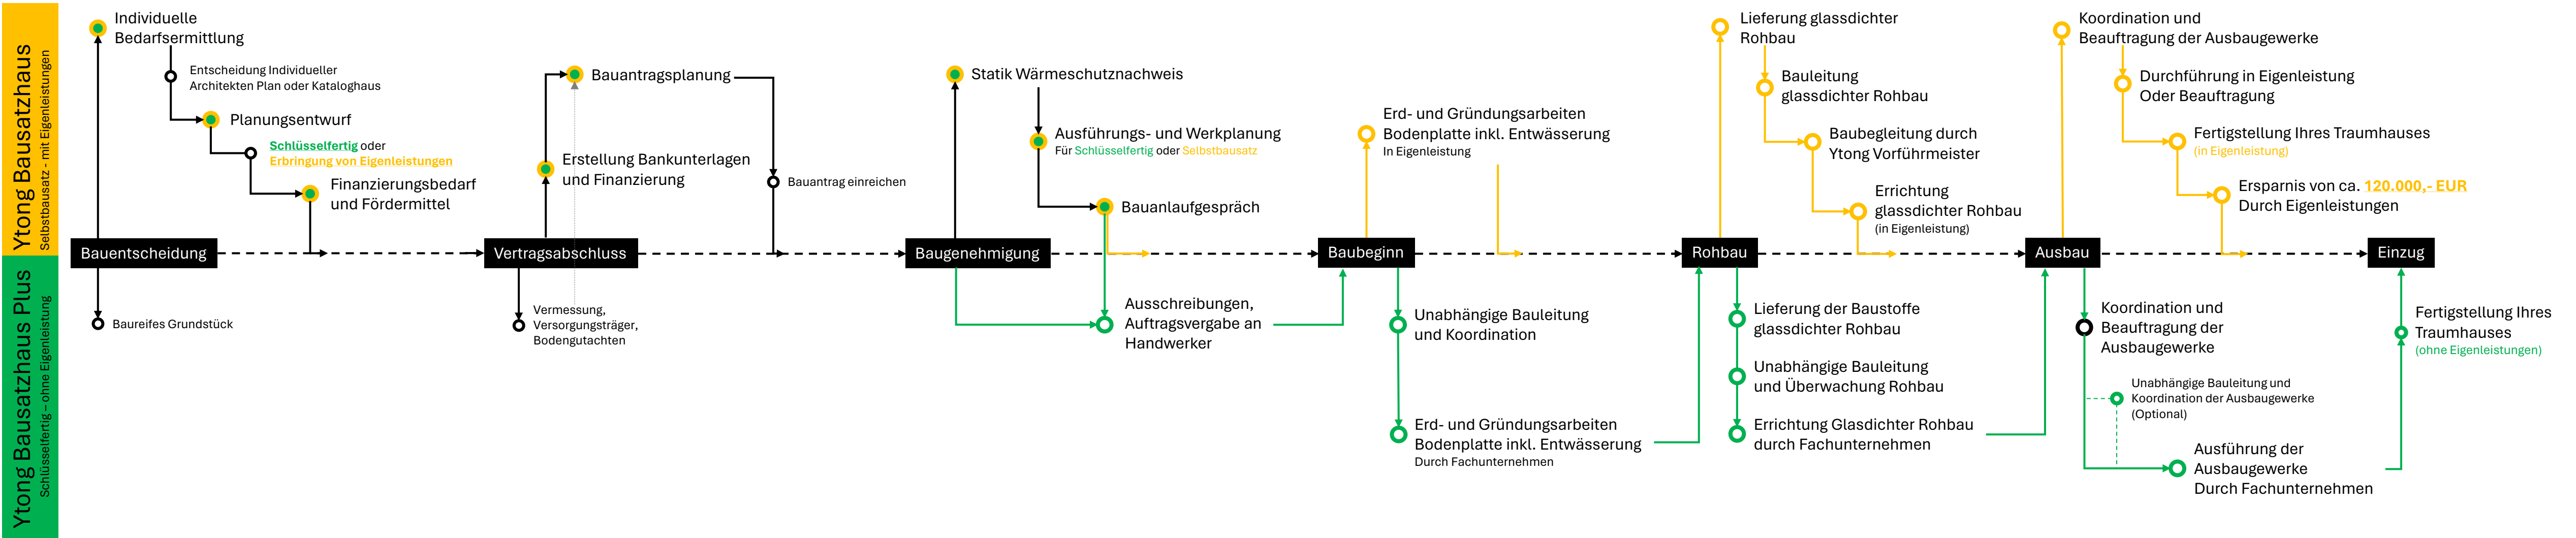 Ytong Bausatzhaus
Selbstbausatz - mit Eigenleistungen
Ytong Bausatzhaus Plus
Schlüsselfertig – ohne Eigenleistung
Individuelle
Bedarfsermittlung
Entscheidung Individueller
Architekten Plan oder Kataloghaus
Planungsentwurf
Schlüsselfertig oder
Erbringung von Eigenleistungen
Finanzierungsbedarf
und Fördermittel
Bauentscheidung
Baureifes Grundstück
Bauantragsplanung
Erstellung Bankunterlagen
und Finanzierung
Bauantrag einreichen
Vertragsabschluss
Vermessung,
Versorgungsträger,
Bodengutachten
Statik Wärmeschutznachweis
Ausführungs- und Werkplanung
Für Schlüsselfertig oder Selbstbausatz
Bauanlaufgespräch
Baugenehmigung
Ausschreibungen,
Auftragsvergabe an
Handwerker
Erd- und Gründungsarbeiten
Bodenplatte inkl. Entwässerung
In Eigenleistung
Baubeginn
Unabhängige Bauleitung
und Koordination
Erd- und Gründungsarbeiten
Bodenplatte inkl. Entwässerung
Durch Fachunternehmen
Lieferung glassdichter
Rohbau
Bauleitung
glassdichter Rohbau
Baubegleitung durch
Ytong Vorführmeister
Errichtung
glassdichter Rohbau
(in Eigenleistung)
Rohbau
Lieferung der Baustoffe
glassdichter Rohbau
Unabhängige Bauleitung
und Überwachung Rohbau
Errichtung Glasdichter Rohbau
durch Fachunternehmen
Koordination und
Beauftragung der Ausbaugewerke
Durchführung in Eigenleistung
Oder Beauftragung
Fertigstellung Ihres Traumhauses
(in Eigenleistung)
Ersparnis von ca. 120.000,- EUR
Durch Eigenleistungen
Ausbau
Koordination und
Beauftragung der
Ausbaugewerke
Unabhängige Bauleitung und
Koordination der Ausbaugewerke
(Optional)
Ausführung der
Ausbaugewerke
Durch Fachunternehmen
Einzug
Fertigstellung Ihres
Traumhauses
(ohne Eigenleistungen)